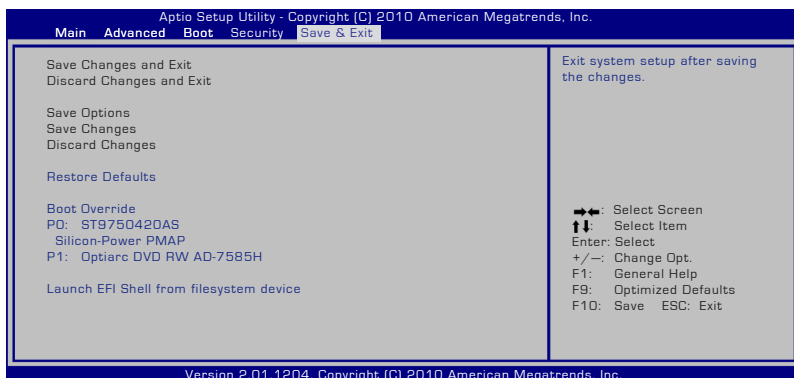 Aptio Setup Utility - Copyright (C) 2010 American Megatrends, Inc.
Main Advanced Boot Security Save & Exit
Save Changes and Exit
Discard Changes and Exit
Save Options
Save Changes
Discard Changes
Restore Defaults
Boot Override
P0: ST9750420AS
Silicon-Power PMAP
P1: Optiarc DVD RW AD-7585H
Launch EFI Shell from filesystem device
Exit system setup after saving
the changes.
→←: Select Screen
↑↓: Select Item
Enter: Select
+/—: Change Opt.
F1: General Help
F9: Optimized Defaults
F10: Save ESC: Exit
Version 2.01.1204. Copyright (C) 2010 American Megatrends, Inc.